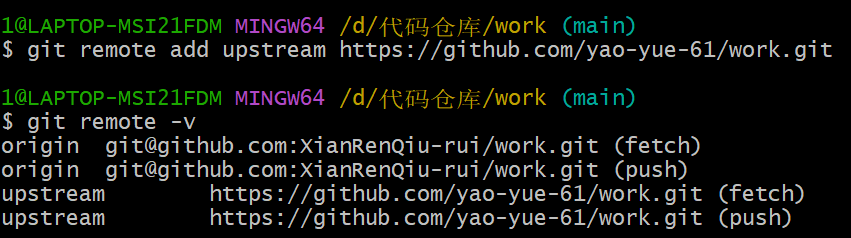 1@LAPTOP-MSI21FDM MINGW64 /d/代码仓库/work (main)
$ git remote add upstream https://github.com/yao-yue-61/work.git
1@LAPTOP-MSI21FDM MINGW64 /d/代码仓库/work (main)
$ git remote -v
origin  git@github.com:XianRenQiu-rui/work.git (fetch)
origin  git@github.com:XianRenQiu-rui/work.git (push)
upstream        https://github.com/yao-yue-61/work.git (fetch)
upstream        https://github.com/yao-yue-61/work.git (push)